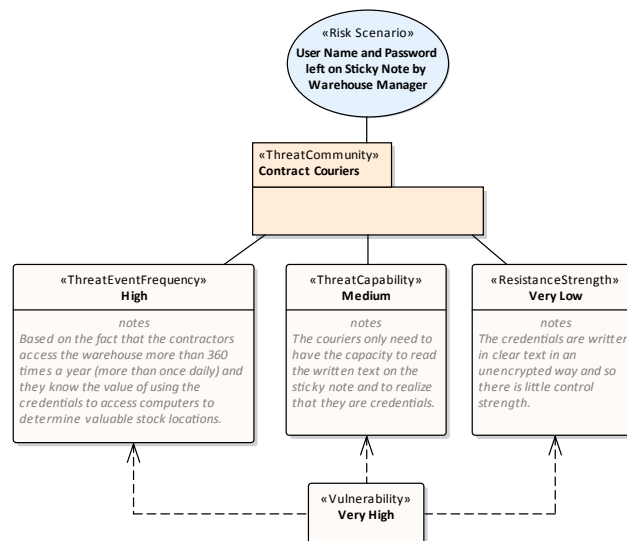 «Risk Scenario»
User Name and Password
left on Sticky Note by
Warehouse Manager
«ThreatCommunity»
Contract Couriers
«ThreatEventFrequency»
High
notes
Based on the fact that the contractors
access the warehouse more than 360
times a year (more than once daily) and
they know the value of using the
credentials to access computers to
determine valuable stock locations.
«ThreatCapability»
Medium
notes
The couriers only need to
have the capacity to read
the written text on the
sticky note and to realize
that they are credentials.
«ResistanceStrength»
Very Low
notes
The credentials are written
in clear text in an
unencrypted way and so
there is little control
strength.
«Vulnerability»
Very High